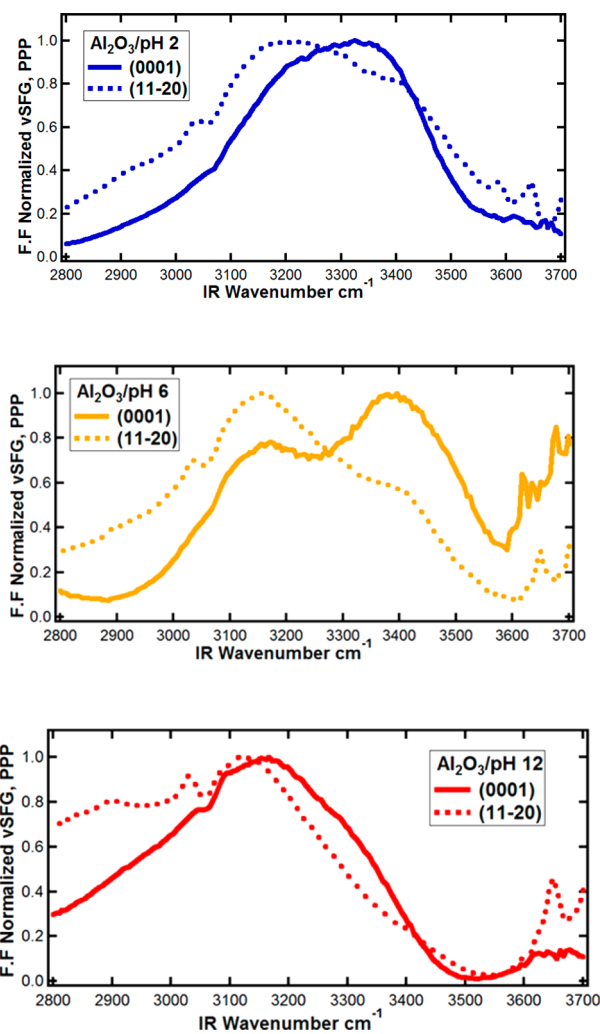 F.F Normalized vSFG, PPP
1.0
0.8
0.6
0.4
0.2
0.0
Al₂O₃/pH 2
(0001)
(11-20)
2800 2900 3000 3100 3200 3300 3400 3500 3600 3700
IR Wavenumber cm⁻¹
F.F Normalized vSFG, PPP
1.0
0.8
0.6
0.4
0.2
0.0
Al₂O₃/pH 6
(0001)
(11-20)
2800 2900 3000 3100 3200 3300 3400 3500 3600 3700
IR Wavenumber cm⁻¹
F.F Normalized vSFG, PPP
1.0
0.8
0.6
0.4
0.2
0.0
Al₂O₃/pH 12
(0001)
(11-20)
2800 2900 3000 3100 3200 3300 3400 3500 3600 3700
IR Wavenumber cm⁻¹